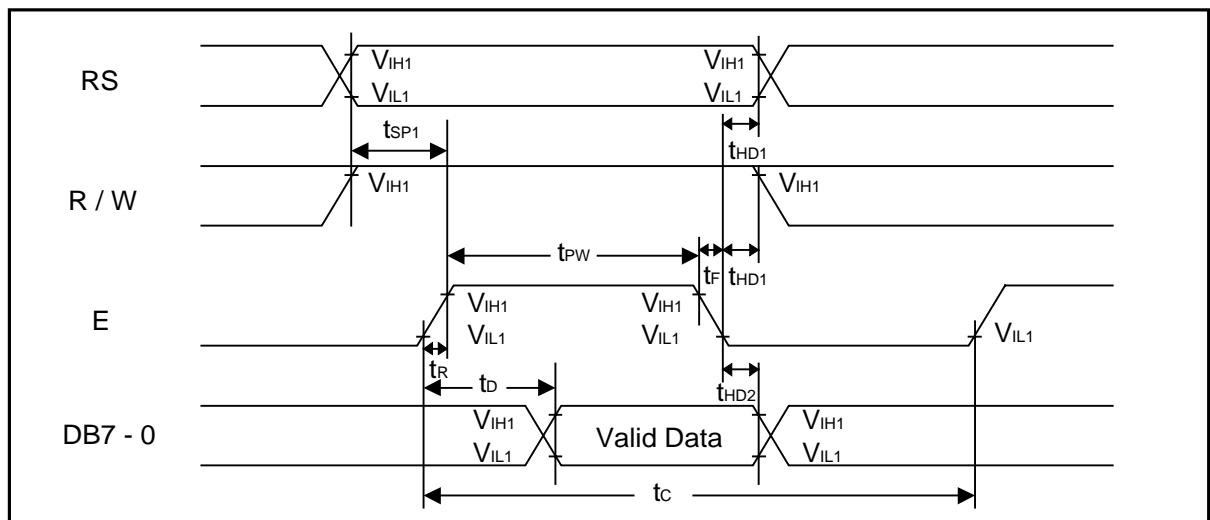 RS
VIH1
VIL1
VIH1
VIL1
tSP1
tHD1
R / W
VIH1
VIH1
tPW
tF
tHD1
E
VIH1
VIL1
VIH1
VIL1
VIL1
tR
tD
tHD2
DB7 - 0
VIH1
VIL1
Valid Data
VIH1
VIL1
tC